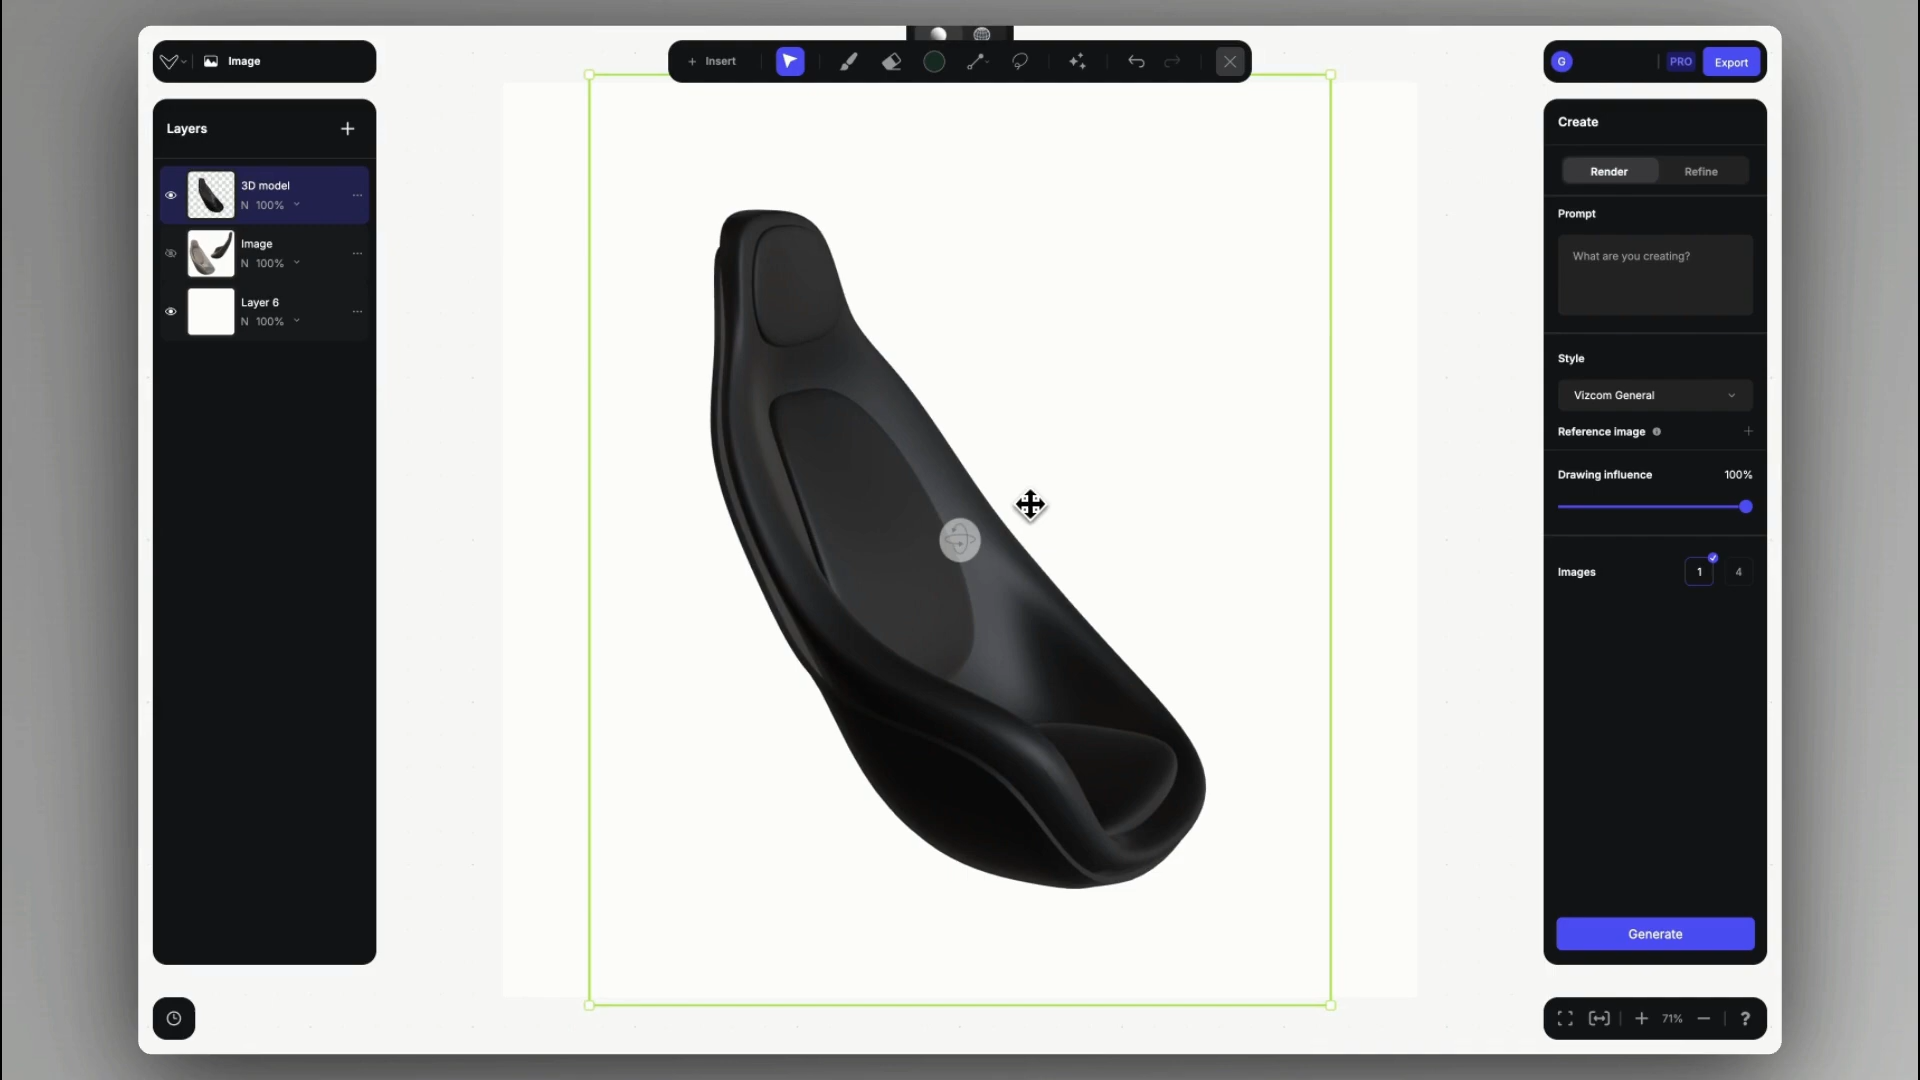 Image
Insert
G
PRO
Export
Layers
3D model
N 100%
Image
N 100%
Layer 6
N 100%
Create
Render
Refine
Prompt
What are you creating?
Style
Vizcom General
Reference image
Drawing influence 100%
Images
1
4
Generate
71%
?